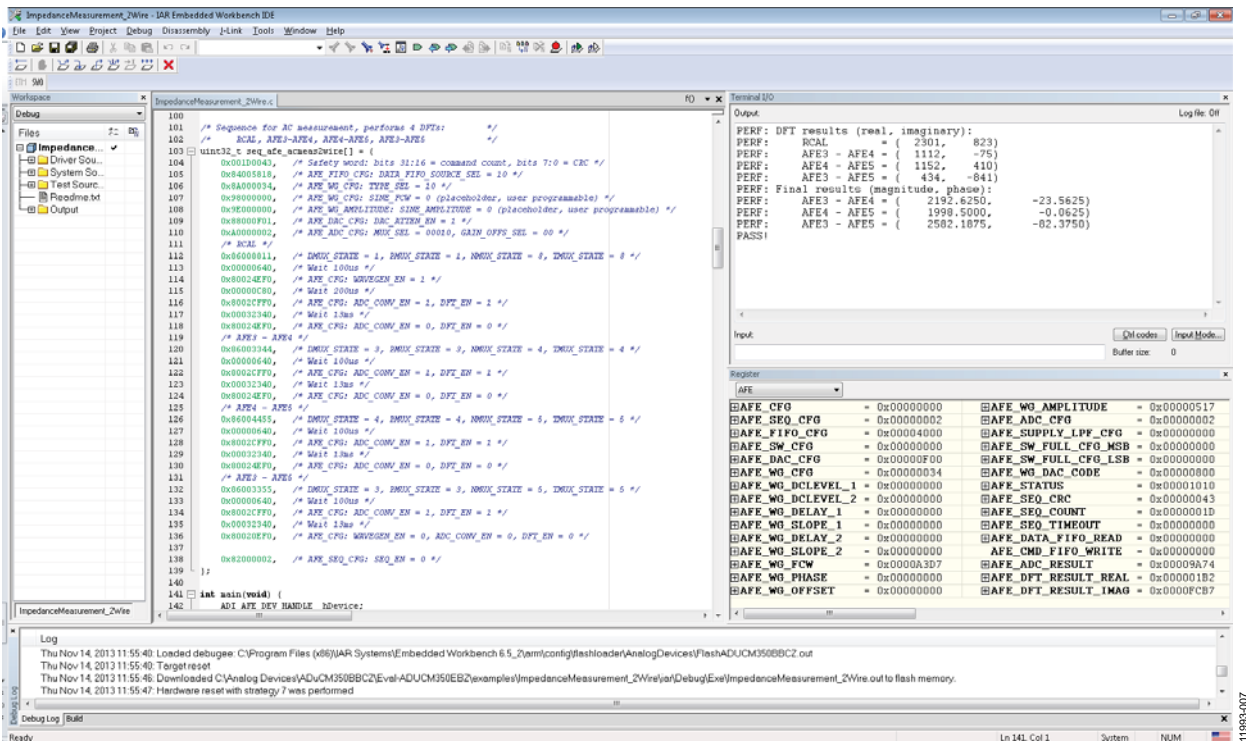 ImpedanceMeasurement_2Wire - IAR Embedded Workbench IDE
File Edit View Project Debug Disassembly J-Link Tools Window Help
Workspace
Debug
Files
Impedance...
Driver Sou...
System So...
Test Sourc...
Readme.txt
Output
ImpedanceMeasurement_2Wire
ImpedanceMeasurement_2Wire.c
f()
100
101 /* Sequence for AC measurement, performs 4 DFTs: */
102 /* RCAL, AFE3-AFE4, AFE4-AFE5, AFE3-AFE5 */
103 uint32_t seq_afe_acmeas2wire[] = {
104 0x001D0043, /* Safety word: bits 31:16 = command count, bits 7:0 = CRC */
105 0x84005818, /* AFE_FIFO_CFG: DATA_FIFO_SOURCE_SEL = 10 */
106 0x8A000034, /* AFE_WG_CFG: TYPE_SEL = 10 */
107 0x98000000, /* AFE_WG_CFG: SINE_FCW = 0 (placeholder, user programmable) */
108 0x9E000000, /* AFE_WG_AMPLITUDE: SINE_AMPLITUDE = 0 (placeholder, user programmable) */
109 0x88000F01, /* AFE_DAC_CFG: DAC_ATTEN_EN = 1 */
110 0xA0000002, /* AFE_ADC_CFG: MUX_SEL = 00010, GAIN_OFFS_SEL = 00 */
111 /* RCAL */
112 0x86008811, /* DMUX_STATE = 1, PMUX_STATE = 1, NMUX_STATE = 8, TMUX_STATE = 8 */
113 0x00000640, /* Wait 100us */
114 0x80024EF0, /* AFE_CFG: WAVEGEN_EN = 1 */
115 0x00000C80, /* Wait 200us */
116 0x8002CFF0, /* AFE_CFG: ADC_CONV_EN = 1, DFT_EN = 1 */
117 0x00032340, /* Wait 13ms */
118 0x80024EF0, /* AFE_CFG: ADC_CONV_EN = 0, DFT_EN = 0 */
119 /* AFE3 - AFE4 */
120 0x86003344, /* DMUX_STATE = 3, PMUX_STATE = 3, NMUX_STATE = 4, TMUX_STATE = 4 */
121 0x00000640, /* Wait 100us */
122 0x8002CFF0, /* AFE_CFG: ADC_CONV_EN = 1, DFT_EN = 1 */
123 0x00032340, /* Wait 13ms */
124 0x80024EF0, /* AFE_CFG: ADC_CONV_EN = 0, DFT_EN = 0 */
125 /* AFE4 - AFE5 */
126 0x86004455, /* DMUX_STATE = 4, PMUX_STATE = 4, NMUX_STATE = 5, TMUX_STATE = 5 */
127 0x00000640, /* Wait 100us */
128 0x8002CFF0, /* AFE_CFG: ADC_CONV_EN = 1, DFT_EN = 1 */
129 0x00032340, /* Wait 13ms */
130 0x80024EF0, /* AFE_CFG: ADC_CONV_EN = 0, DFT_EN = 0 */
131 /* AFE3 - AFE5 */
132 0x86003355, /* DMUX_STATE = 3, PMUX_STATE = 3, NMUX_STATE = 5, TMUX_STATE = 5 */
133 0x00000640, /* Wait 100us */
134 0x8002CFF0, /* AFE_CFG: ADC_CONV_EN = 1, DFT_EN = 1 */
135 0x00032340, /* Wait 13ms */
136 0x80020EF0, /* AFE_CFG: WAVEGEN_EN = 0, ADC_CONV_EN = 0, DFT_EN = 0 */
137
138 0x82000002, /* AFE_SEQ_CFG: SEQ_EN = 0 */
139 };
140
141 int main(void) {
142 ADI_AFE_DEV_HANDLE hDevice;
Terminal I/O
Output: Log file: Off
PERF: DFT results (real, imaginary):
PERF: RCAL = ( 2301, 823)
PERF: AFE3 - AFE4 = ( 1112, -75)
PERF: AFE4 - AFE5 = ( 1152, 410)
PERF: AFE3 - AFE5 = ( 434, -841)
PERF: Final results (magnitude, phase):
PERF: AFE3 - AFE4 = ( 2192.6250, -23.5625)
PERF: AFE4 - AFE5 = ( 1998.5000, -0.0625)
PERF: AFE3 - AFE5 = ( 2582.1875, -82.3750)
PASS!
Input: Ctrl codes Input Mode...
Buffer size: 0
Register
AFE
AFE_CFG = 0x00000000 AFE_WG_AMPLITUDE = 0x00000517
AFE_SEQ_CFG = 0x00000002 AFE_ADC_CFG = 0x00000002
AFE_FIFO_CFG = 0x00004000 AFE_SUPPLY_LPF_CFG = 0x00000000
AFE_SW_CFG = 0x00000000 AFE_SW_FULL_CFG_MSB = 0x00000000
AFE_DAC_CFG = 0x00000F00 AFE_SW_FULL_CFG_LSB = 0x00000000
AFE_WG_CFG = 0x00000034 AFE_WG_DAC_CODE = 0x00000800
AFE_WG_DCLEVEL_1 = 0x00000000 AFE_STATUS = 0x00001010
AFE_WG_DCLEVEL_2 = 0x00000000 AFE_SEQ_CRC = 0x00000043
AFE_WG_DELAY_1 = 0x00000000 AFE_SEQ_COUNT = 0x0000001D
AFE_WG_SLOPE_1 = 0x00000000 AFE_SEQ_TIMEOUT = 0x00000000
AFE_WG_DELAY_2 = 0x00000000 AFE_DATA_FIFO_READ = 0x00000000
AFE_WG_SLOPE_2 = 0x00000000 AFE_CMD_FIFO_WRITE = 0x00000000
AFE_WG_FCW = 0x0000A3D7 AFE_ADC_RESULT = 0x00009A74
AFE_WG_PHASE = 0x00000000 AFE_DFT_RESULT_REAL = 0x000001B2
AFE_WG_OFFSET = 0x00000000 AFE_DFT_RESULT_IMAG = 0x0000FCB7
Log
Thu Nov 14, 2013 11:55:40: Loaded debugee: C:\Program Files (x86)\IAR Systems\Embedded Workbench 6.5_2\arm\config\flashloader\AnalogDevices\FlashADUCM350BBCZ.out
Thu Nov 14, 2013 11:55:40: Target reset
Thu Nov 14, 2013 11:55:46: Downloaded C:\Analog Devices\ADuCM350BBCZ\Eval-ADUCM350EBZ\examples\ImpedanceMeasurement_2Wire\iar\Debug\Exe\ImpedanceMeasurement_2Wire.out to flash memory.
Thu Nov 14, 2013 11:55:47: Hardware reset with strategy 7 was performed
Debug Log
Debug Log Build
Ready Ln 141, Col 1 System NUM
11993-007